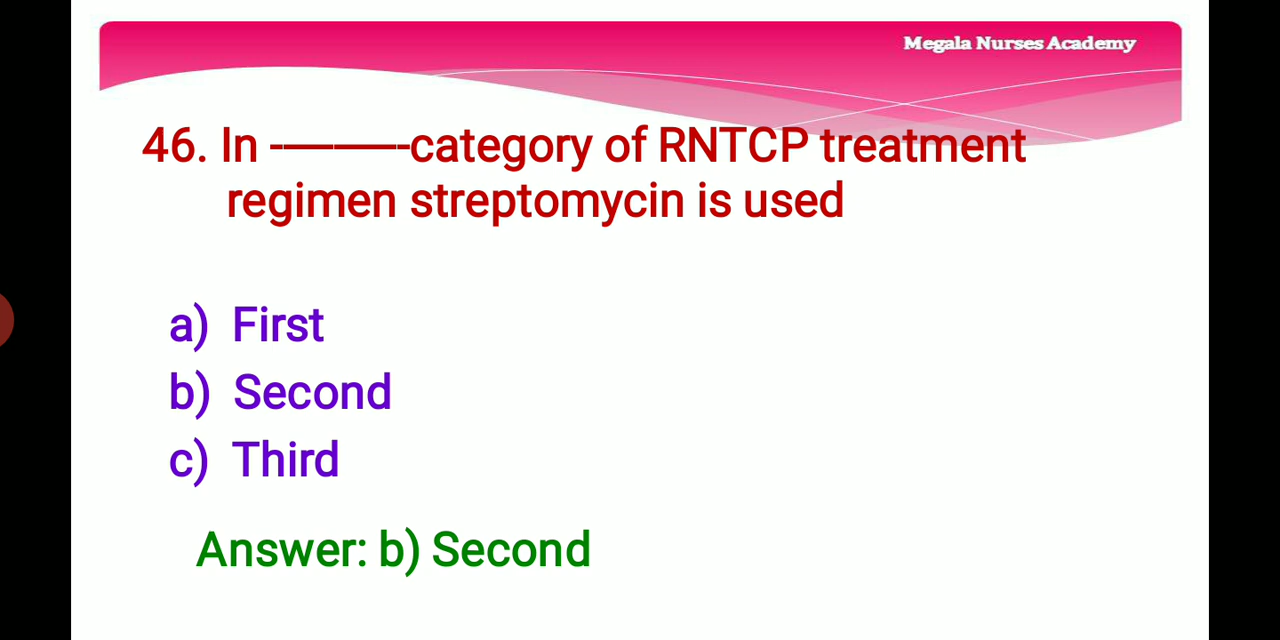 Megala Nurses Academy
46. In -———-category of RNTCP treatment
regimen streptomycin is used
a) First
b) Second
c) Third
Answer: b) Second